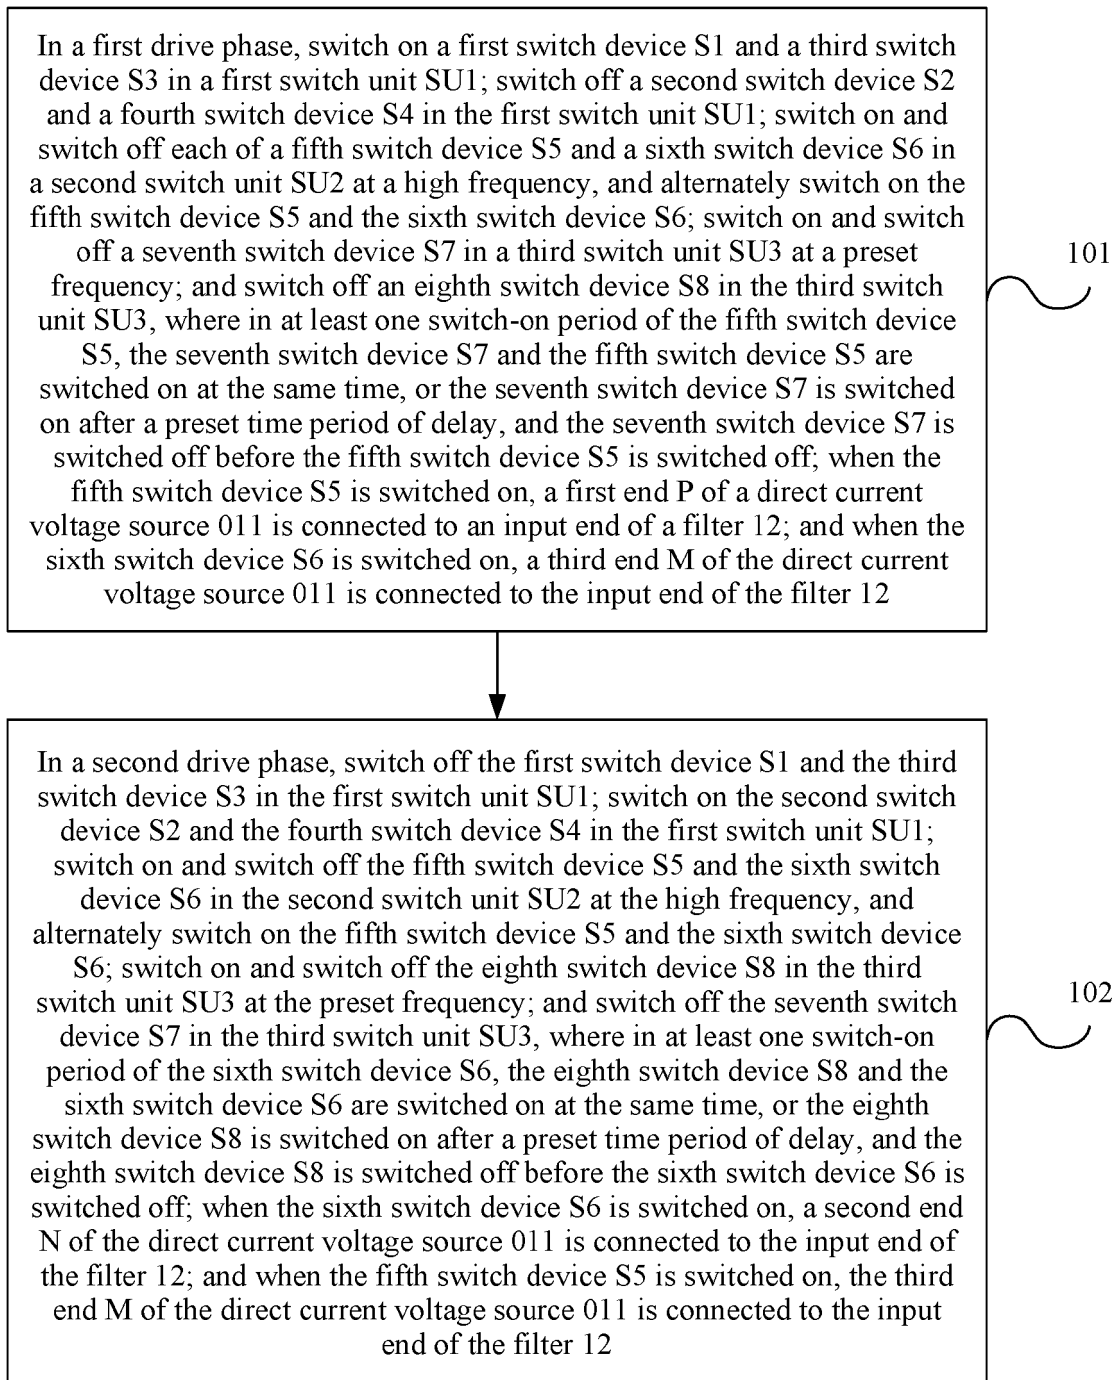 In a first drive phase, switch on a first switch device S1 and a third switch
device S3 in a first switch unit SU1; switch off a second switch device S2
and a fourth switch device S4 in the first switch unit SU1; switch on and
switch off each of a fifth switch device S5 and a sixth switch device S6 in
a second switch unit SU2 at a high frequency, and alternately switch on the
fifth switch device S5 and the sixth switch device S6; switch on and switch
off a seventh switch device S7 in a third switch unit SU3 at a preset
frequency; and switch off an eighth switch device S8 in the third switch
unit SU3, where in at least one switch-on period of the fifth switch device
S5, the seventh switch device S7 and the fifth switch device S5 are
switched on at the same time, or the seventh switch device S7 is switched
on after a preset time period of delay, and the seventh switch device S7 is
switched off before the fifth switch device S5 is switched off; when the
fifth switch device S5 is switched on, a first end P of a direct current
voltage source 011 is connected to an input end of a filter 12; and when the
sixth switch device S6 is switched on, a third end M of the direct current
voltage source 011 is connected to the input end of the filter 12
101
In a second drive phase, switch off the first switch device S1 and the third
switch device S3 in the first switch unit SU1; switch on the second switch
device S2 and the fourth switch device S4 in the first switch unit SU1;
switch on and switch off the fifth switch device S5 and the sixth switch
device S6 in the second switch unit SU2 at the high frequency, and
alternately switch on the fifth switch device S5 and the sixth switch device
S6; switch on and switch off the eighth switch device S8 in the third
switch unit SU3 at the preset frequency; and switch off the seventh switch
device S7 in the third switch unit SU3, where in at least one switch-on
period of the sixth switch device S6, the eighth switch device S8 and the
sixth switch device S6 are switched on at the same time, or the eighth
switch device S8 is switched on after a preset time period of delay, and the
eighth switch device S8 is switched off before the sixth switch device S6 is
switched off; when the sixth switch device S6 is switched on, a second end
N of the direct current voltage source 011 is connected to the input end of
the filter 12; and when the fifth switch device S5 is switched on, the third
end M of the direct current voltage source 011 is connected to the input
end of the filter 12
102